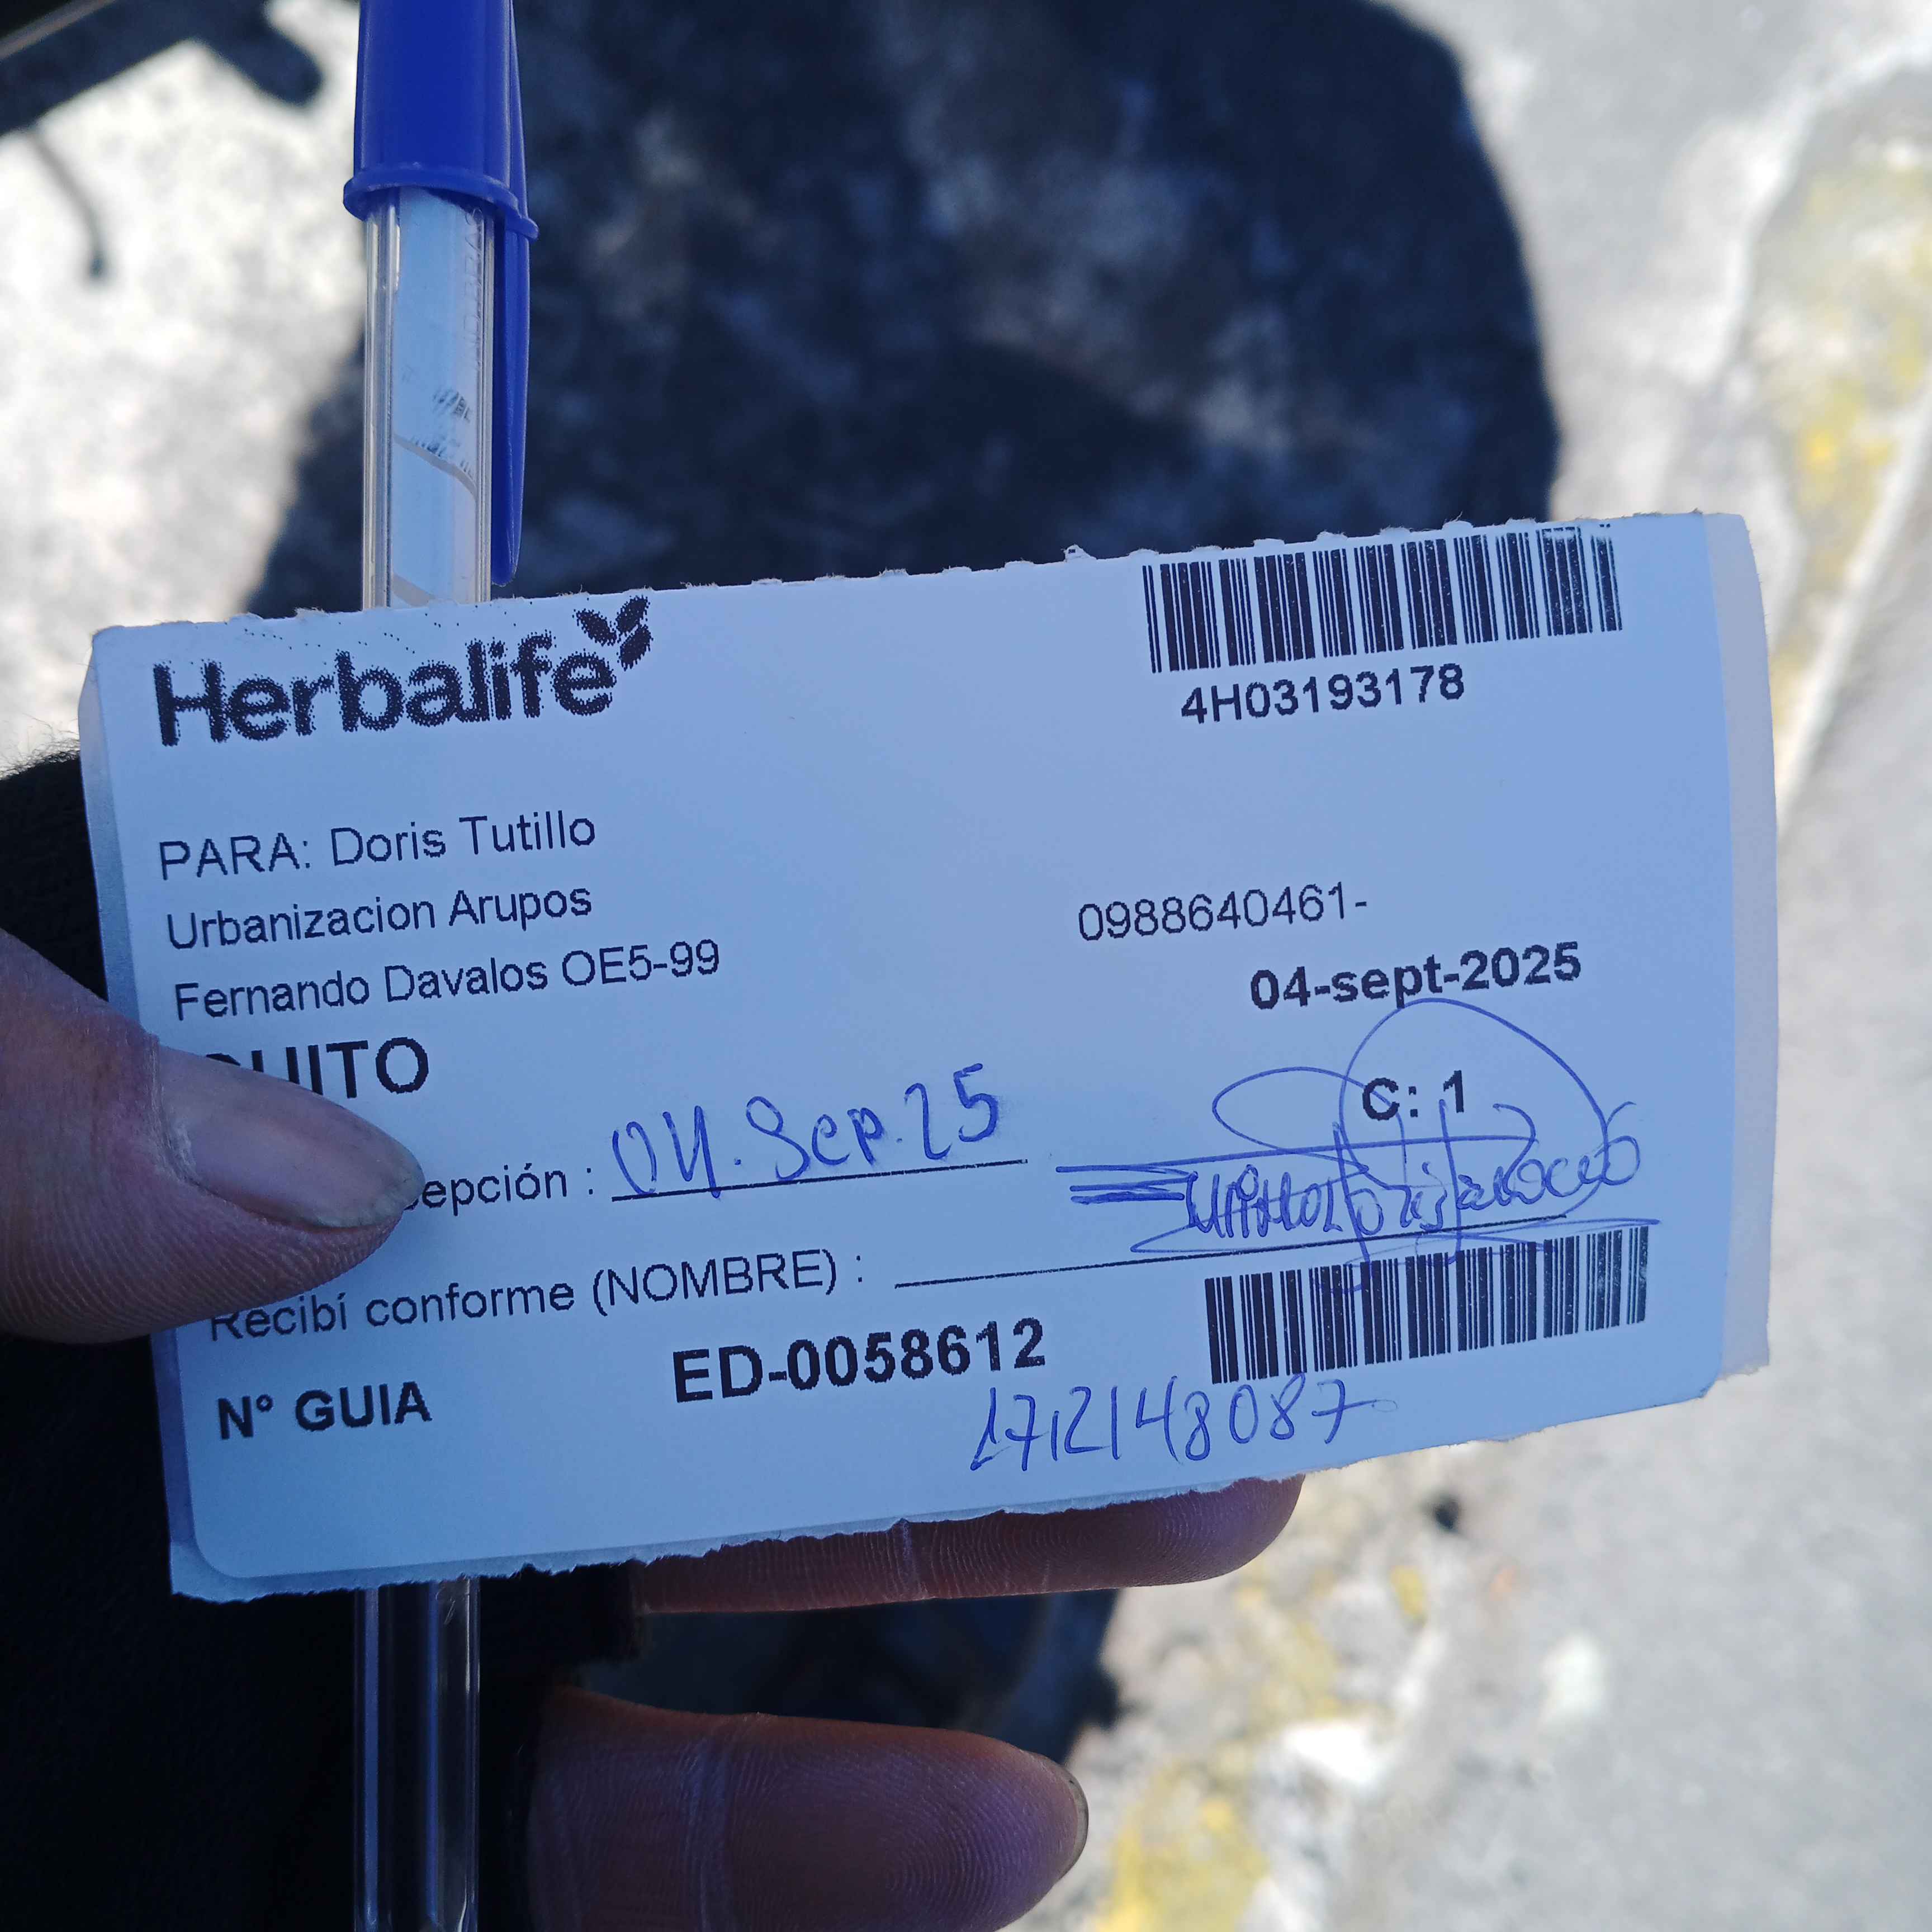 Herbalife
4H03193178
PARA: Doris Tutillo
Urbanizacion Arupos
0988640461-
Fernando Davalos OE5-99
04-sept-2025
QUITO
C: 1
epción : 04.Sep.25
Recibí conforme (NOMBRE) :
N° GUIA ED-0058612
1712148087